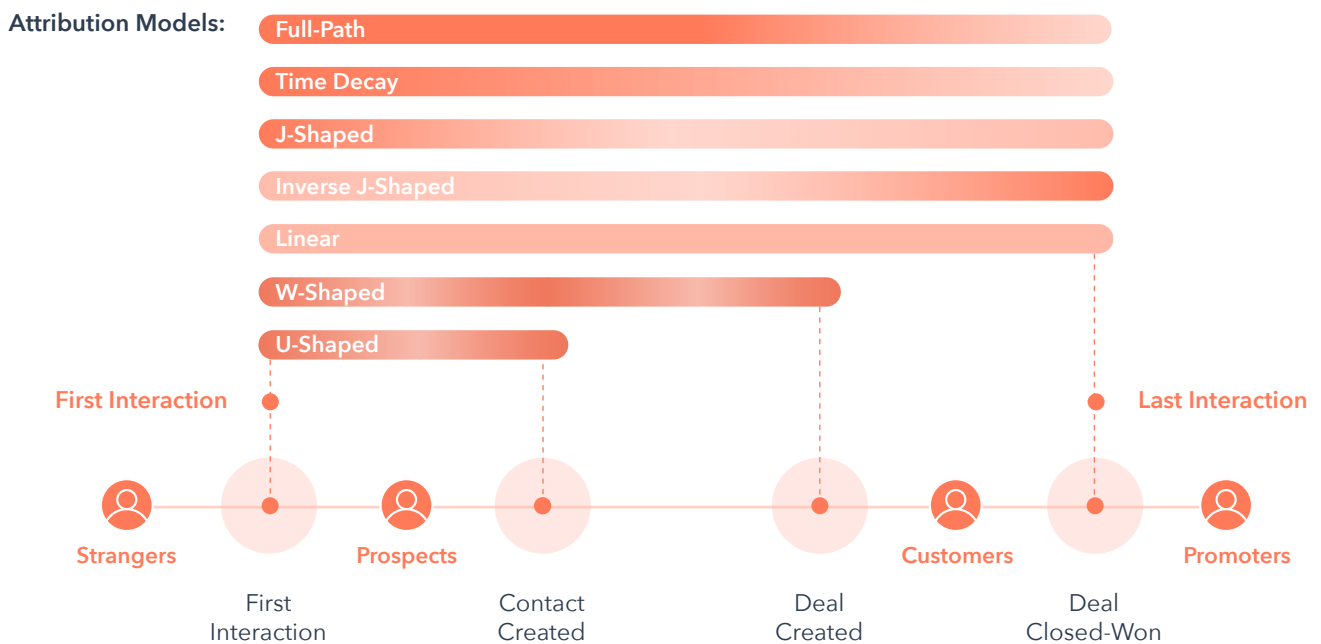 Attribution Models:
Full-Path
Time Decay
J-Shaped
Inverse J-Shaped
Linear
W-Shaped
U-Shaped
First Interaction
Last Interaction
Strangers
Prospects
Customers
Promoters
First
Interaction
Contact
Created
Deal
Created
Deal
Closed-Won